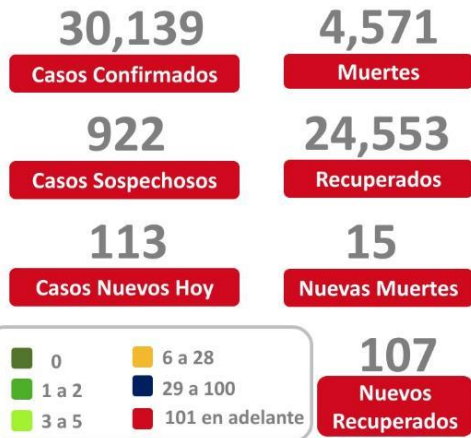 30,139
Casos Confirmados
4,571
Muertes
922
Casos Sospechosos
24,553
Recuperados
113
Casos Nuevos Hoy
15
Nuevas Muertes
0
1 a 2
3 a 5
6 a 28
29 a 100
101 en adelante
107
Nuevos
Recuperados